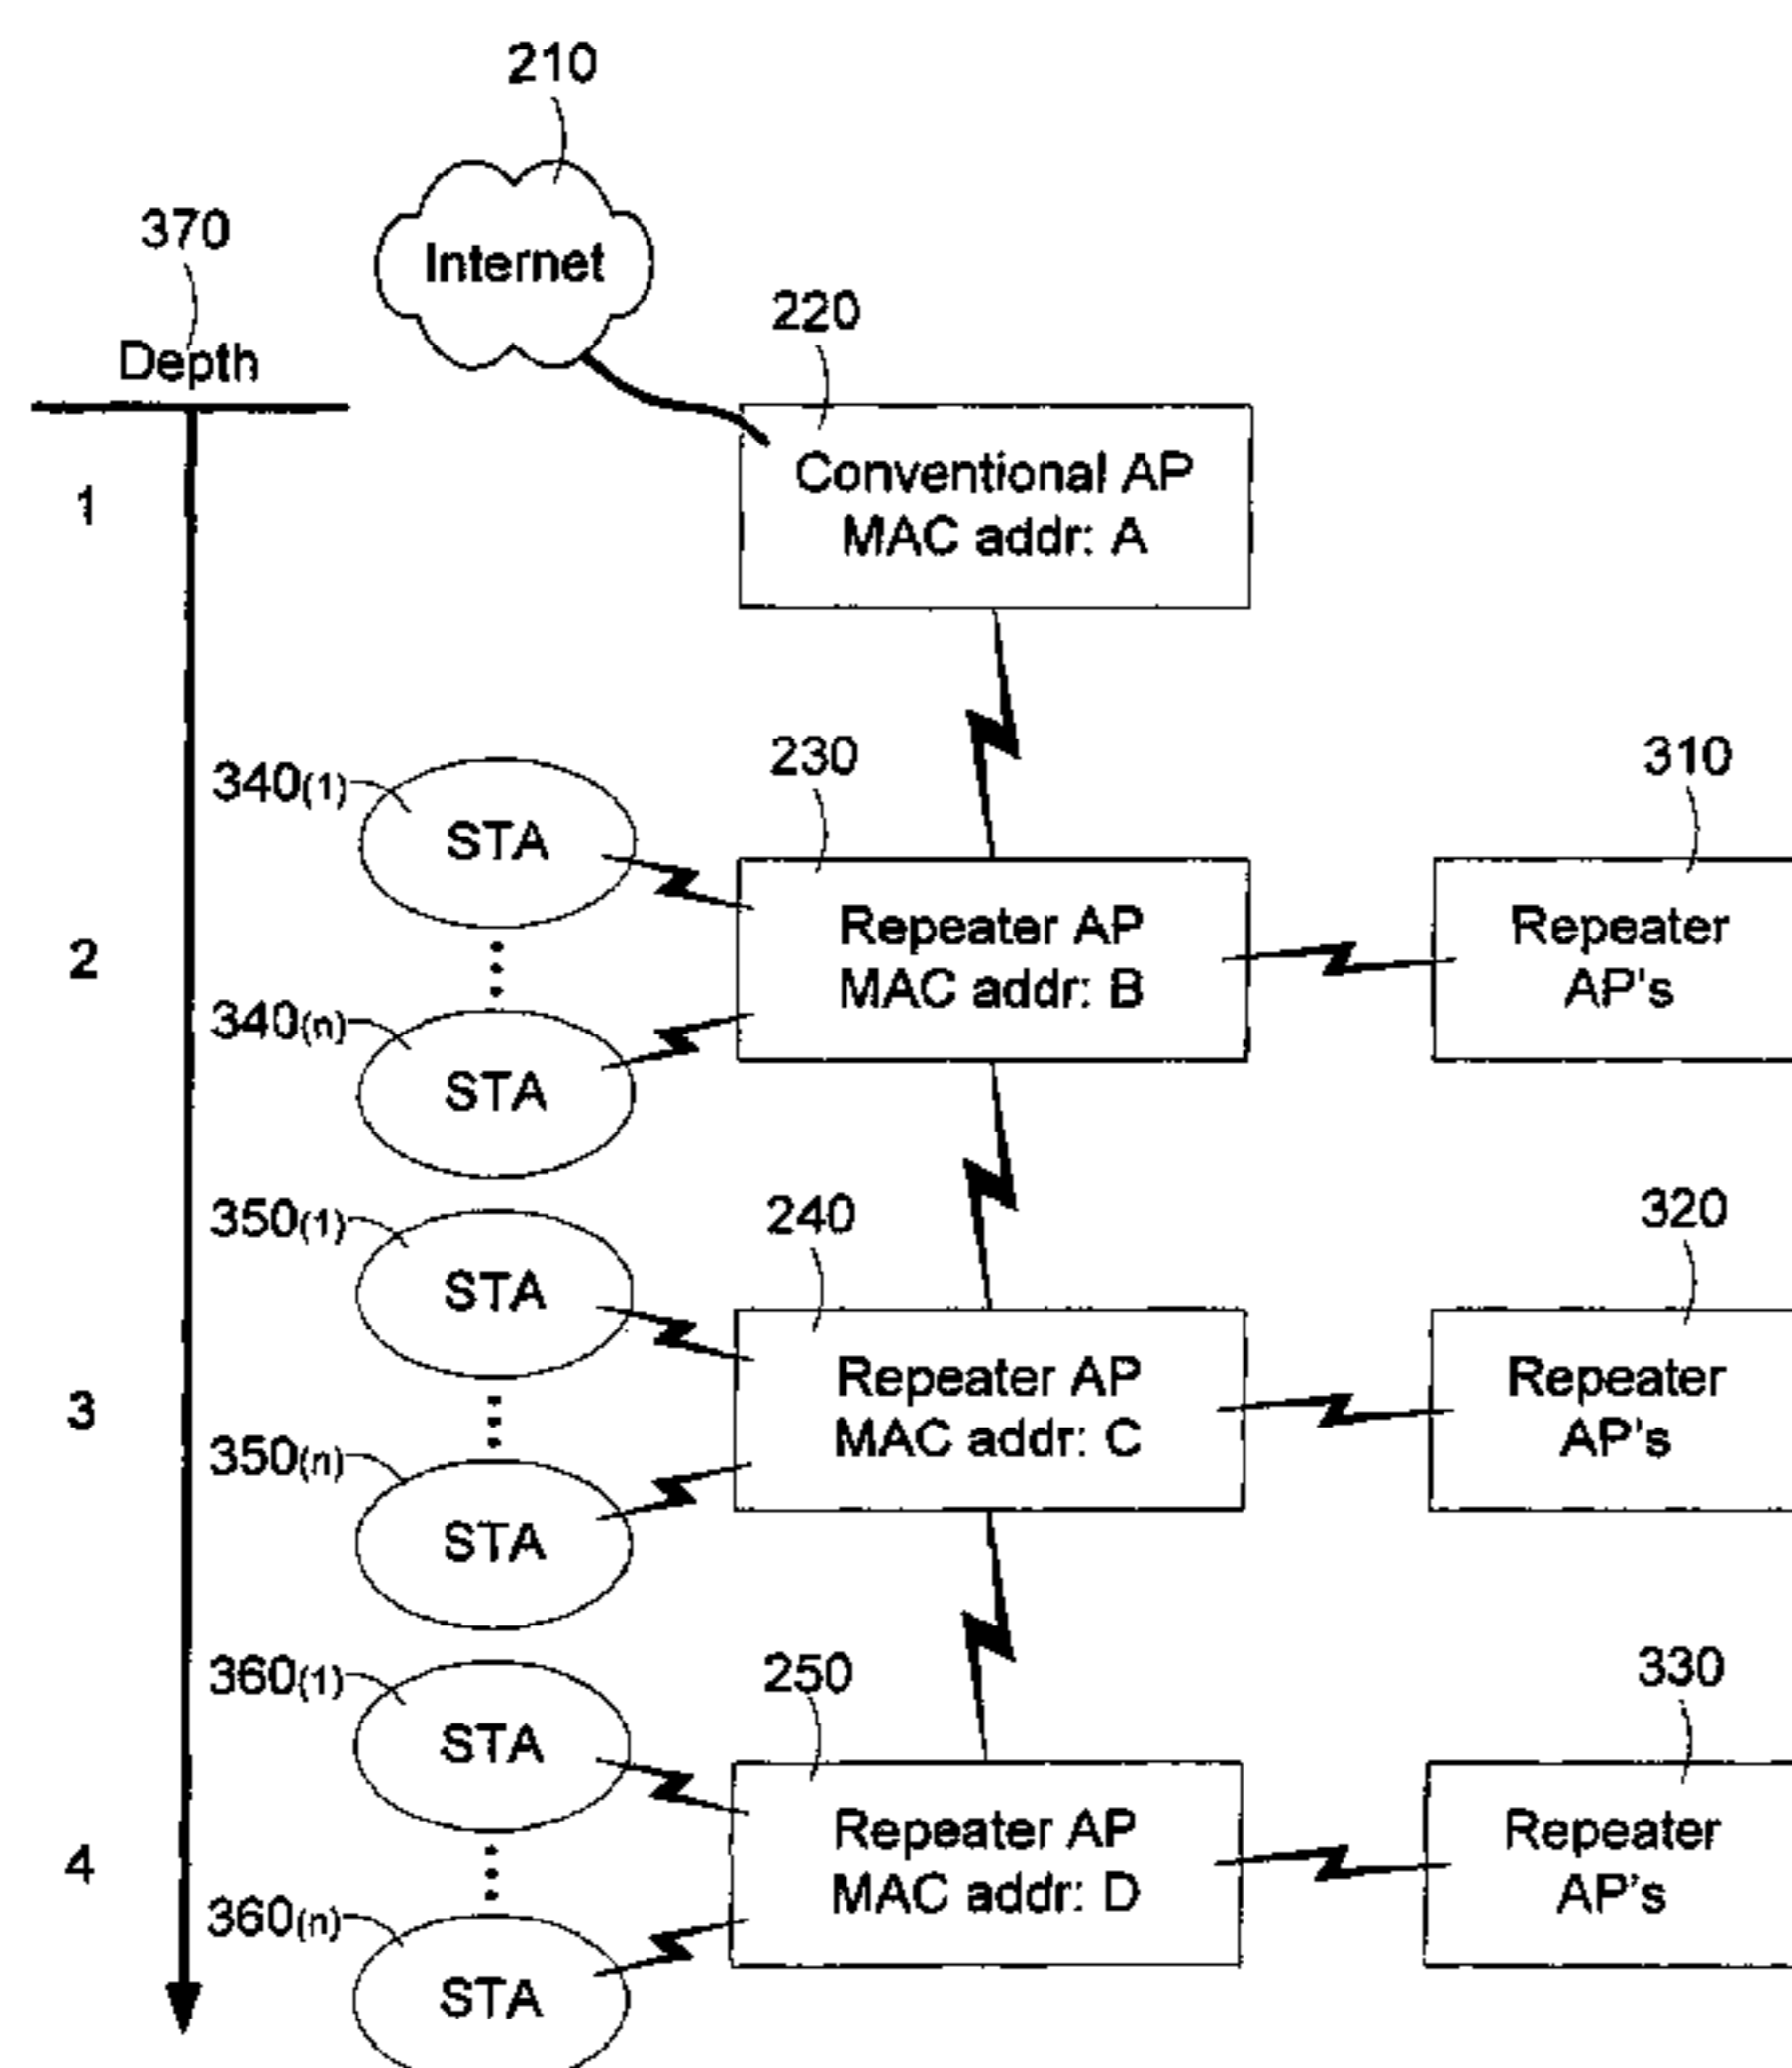 210
Internet
370
Depth
220
Conventional AP
MAC addr: A
1
340(1)
STA
230
Repeater AP
MAC addr: B
310
Repeater
AP's
2
340(n)
STA
350(1)
STA
240
Repeater AP
MAC addr: C
320
Repeater
AP's
3
350(n)
STA
360(1)
STA
250
Repeater AP
MAC addr: D
330
Repeater
AP's
4
360(n)
STA